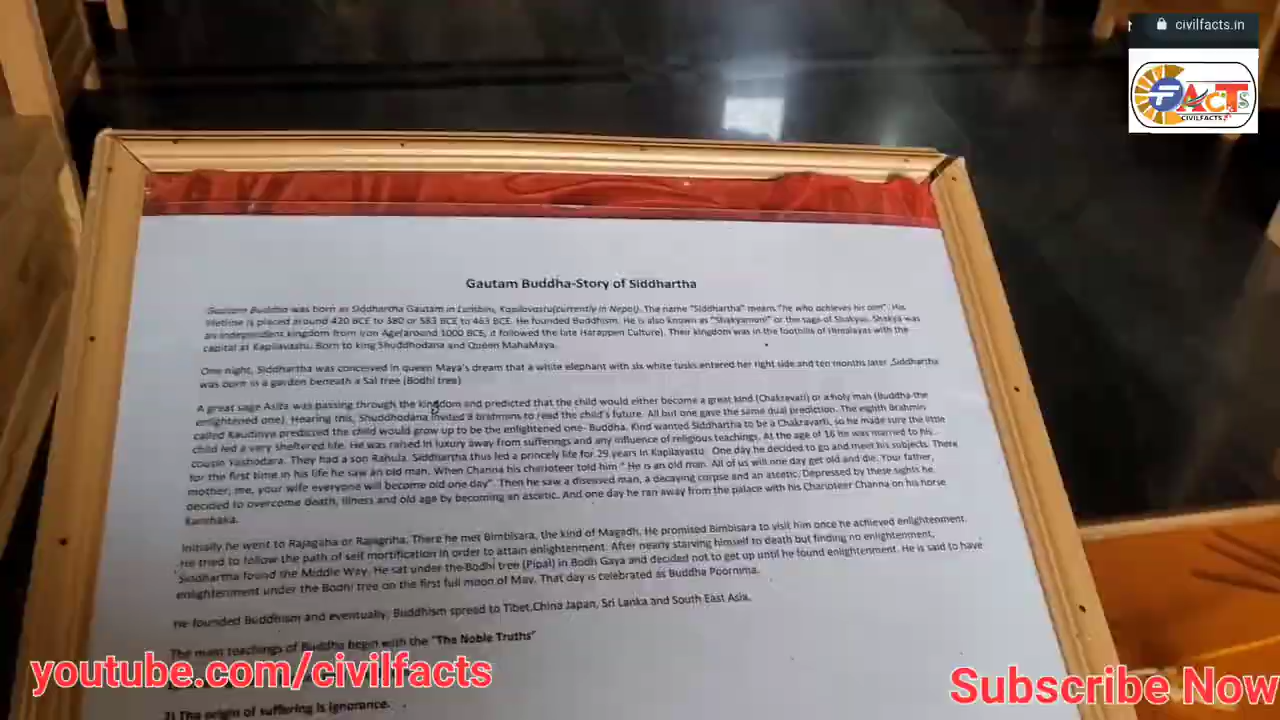 civilfacts.in
FACTS
CIVILFACTS
Gautam Buddha-Story of Siddhartha
Gautam Buddha was born as Siddhartha Gautam in Lumbin, Kapilavastu(currently in Nepal). The name "Siddhartha" means "he who achieves his aim". His
lifetime is placed around 420 BCE to 380 or 583 BCE to 463 BCE. He founded Buddhism. He is also known as "Shakyamoni" or the sage of Shakyas. Shakya was
an independent kingdom from Iron Age(around 1000 BCE, it followed the late Harappen Culture). Their kingdom was in the foothills of Himalayas with the
capital as Kapilavastu. Born to king Shuddhodana and Queen MahaMaya.
One night, Siddhartha was conceived in queen Maya's dream that a white elephant with six white tusks entered her right side and ten months later ,Siddhartha
was born in a garden beneath a Sal tree (Bodhi tree)
A great sage Asita was passing through the kingdom and predicted that the child would either become a great kind (Chakravati) or a holy man (Buddha-the
enlightened one). Hearing this, Shuddhodana invited 8 brahmins to read the child's future. All but one gave the same dual prediction. The eighth Brahmin,
called Kaudinya predicted the child would grow up to be the enlightened one- Buddha. Kind wanted Siddhartha to be a Chakravarti, so he made sure the little
child led a very sheltered life. He was raised in luxury away from sufferings and any influence of religious teachings. At the age of 16 he was married to his
cousin Yashodara. They had a son Rahula. Siddhartha thus led a princely life for 29 years in Kapilavastu. One day he decided to go and meet his subjects. There
for the first time in his life he saw an old man. When Channa his charioteer told him " He is an old man. All of us will one day get old and die. Your father,
mother, me, your wife everyone will become old one day". Then he saw a diseased man, a decaying corpse and an ascetic. Depressed by these sights he,
decided to overcome death, illness and old age by becoming an ascetic. And one day he ran away from the palace with his Charioteer Channa on his horse
Kanthaka.
Initially he went to Rajagaha or Rajagriha. There he met Bimbisara, the kind of Magadh. He promised Bimbisara to visit him once he achieved enlightenment.
He tried to follow the path of self mortification in order to attain enlightenment. After nearly starving himself to death but finding no enlightenment,
Siddhartha found the Middle Way. He sat under the Bodhi tree (Pipal) in Bodh Gaya and decided not to get up until he found enlightenment. He is said to have
enlightenment under the Bodhi tree on the first full moon of May. That day is celebrated as Buddha Poornima.
He founded Buddhism and eventually, Buddhism spread to Tibet,China Japan, Sri Lanka and South East Asia.
The main teachings of Buddha begin with the "The Noble Truths"
2) The origin of suffering is ignorance.
youtube.com/civilfacts
Subscribe Now